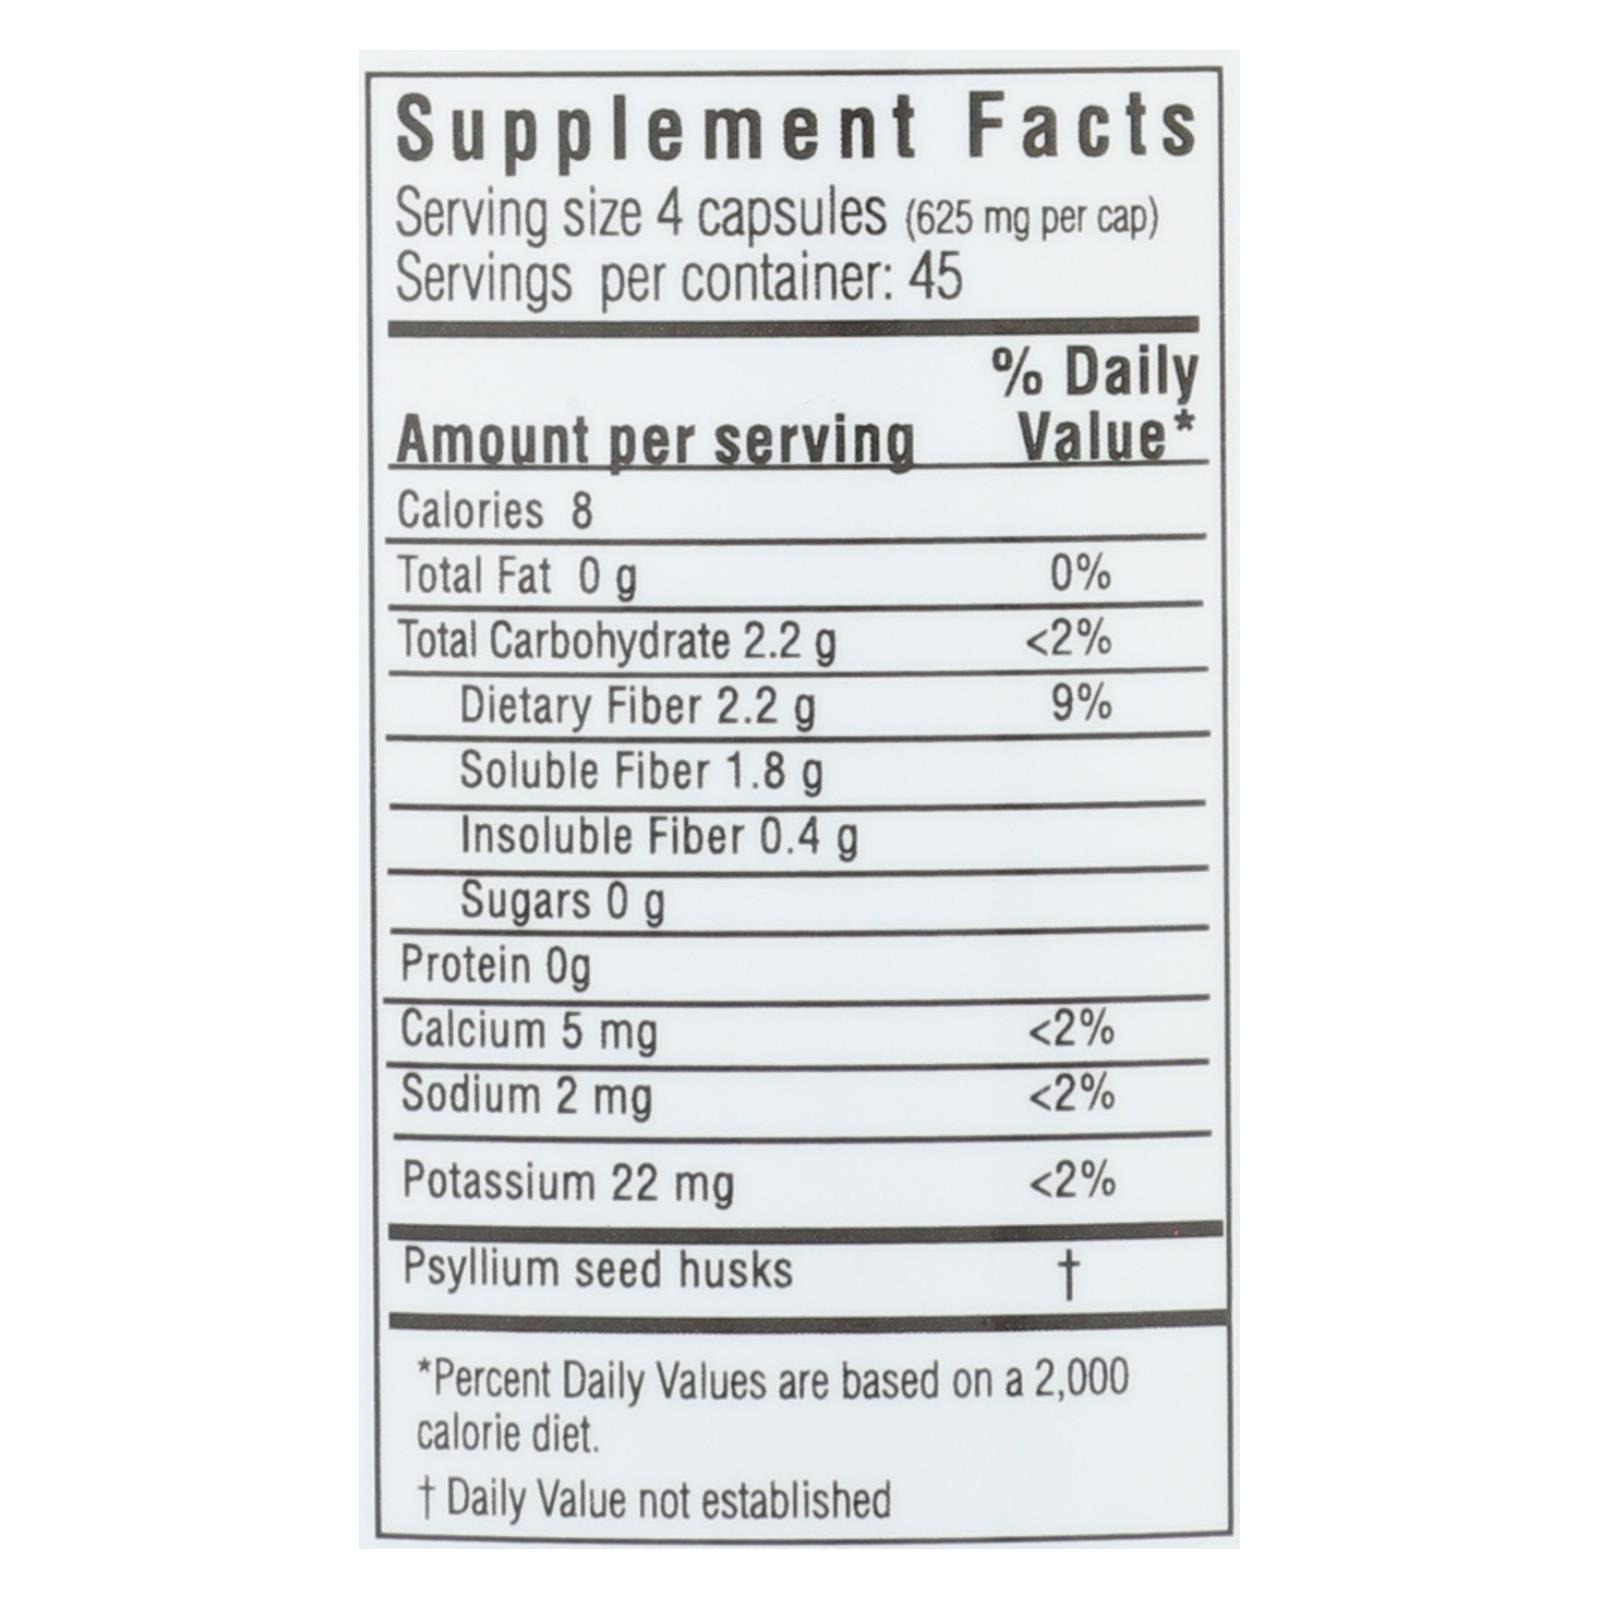 Supplement Facts
Serving size 4 capsules (625 mg per cap)
Servings per container: 45
% Daily
Amount per serving Value*
Calories 8
Total Fat 0 g 0%
Total Carbohydrate 2.2 g <2%
Dietary Fiber 2.2 g 9%
Soluble Fiber 1.8 g
Insoluble Fiber 0.4 g
Sugars 0 g
Protein 0g
Calcium 5 mg <2%
Sodium 2 mg <2%
Potassium 22 mg <2%
Psyllium seed husks †
*Percent Daily Values are based on a 2,000
calorie diet.
† Daily Value not established